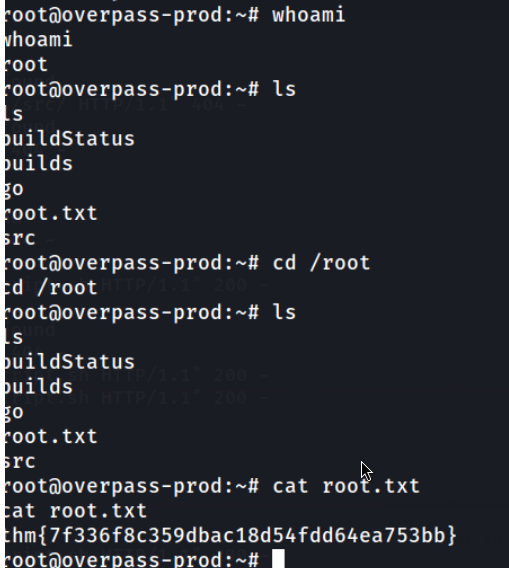 root@overpass-prod:~# whoami
whoami
root
root@overpass-prod:~# ls
ls
buildStatus
builds
go
root.txt
src
root@overpass-prod:~# cd /root
cd /root
root@overpass-prod:~# ls
ls
buildStatus
builds
go
root.txt
src
root@overpass-prod:~# cat root.txt
cat root.txt
thm{7f336f8c359dbac18d54fdd64ea753bb}
root@overpass-prod:~#